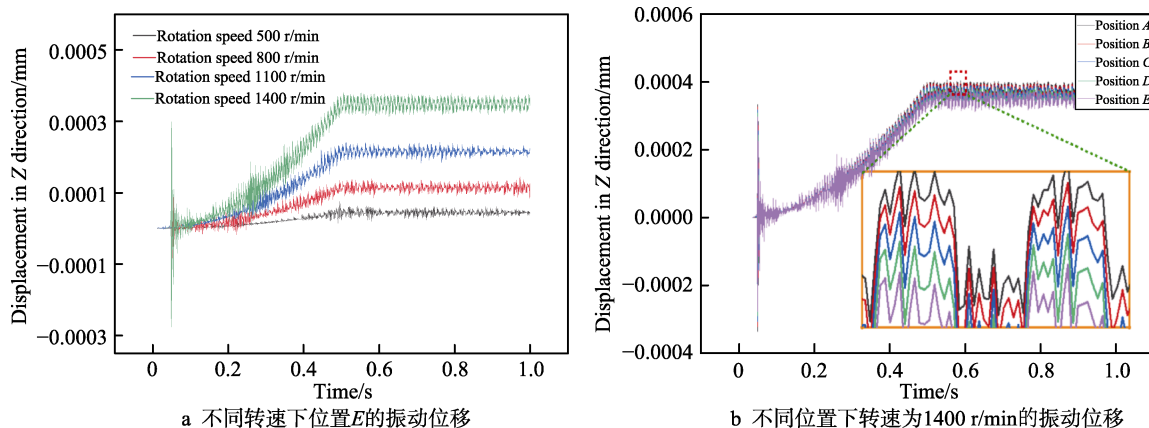 Displacement in Z direction/mm
0.0005
0.0003
0.0001
−0.0001
−0.0003
Rotation speed 500 r/min
Rotation speed 800 r/min
Rotation speed 1100 r/min
Rotation speed 1400 r/min
0 0.2 0.4 0.6 0.8 1.0
Time/s
a 不同转速下位置E的振动位移
Displacement in Z direction/mm
0.0006
0.0004
0.0002
0.0000
−0.0002
−0.0004
Position A
Position B
Position C
Position D
Position E
0 0.2 0.4 0.6 0.8 1.0
Time/s
b 不同位置下转速为1400 r/min的振动位移